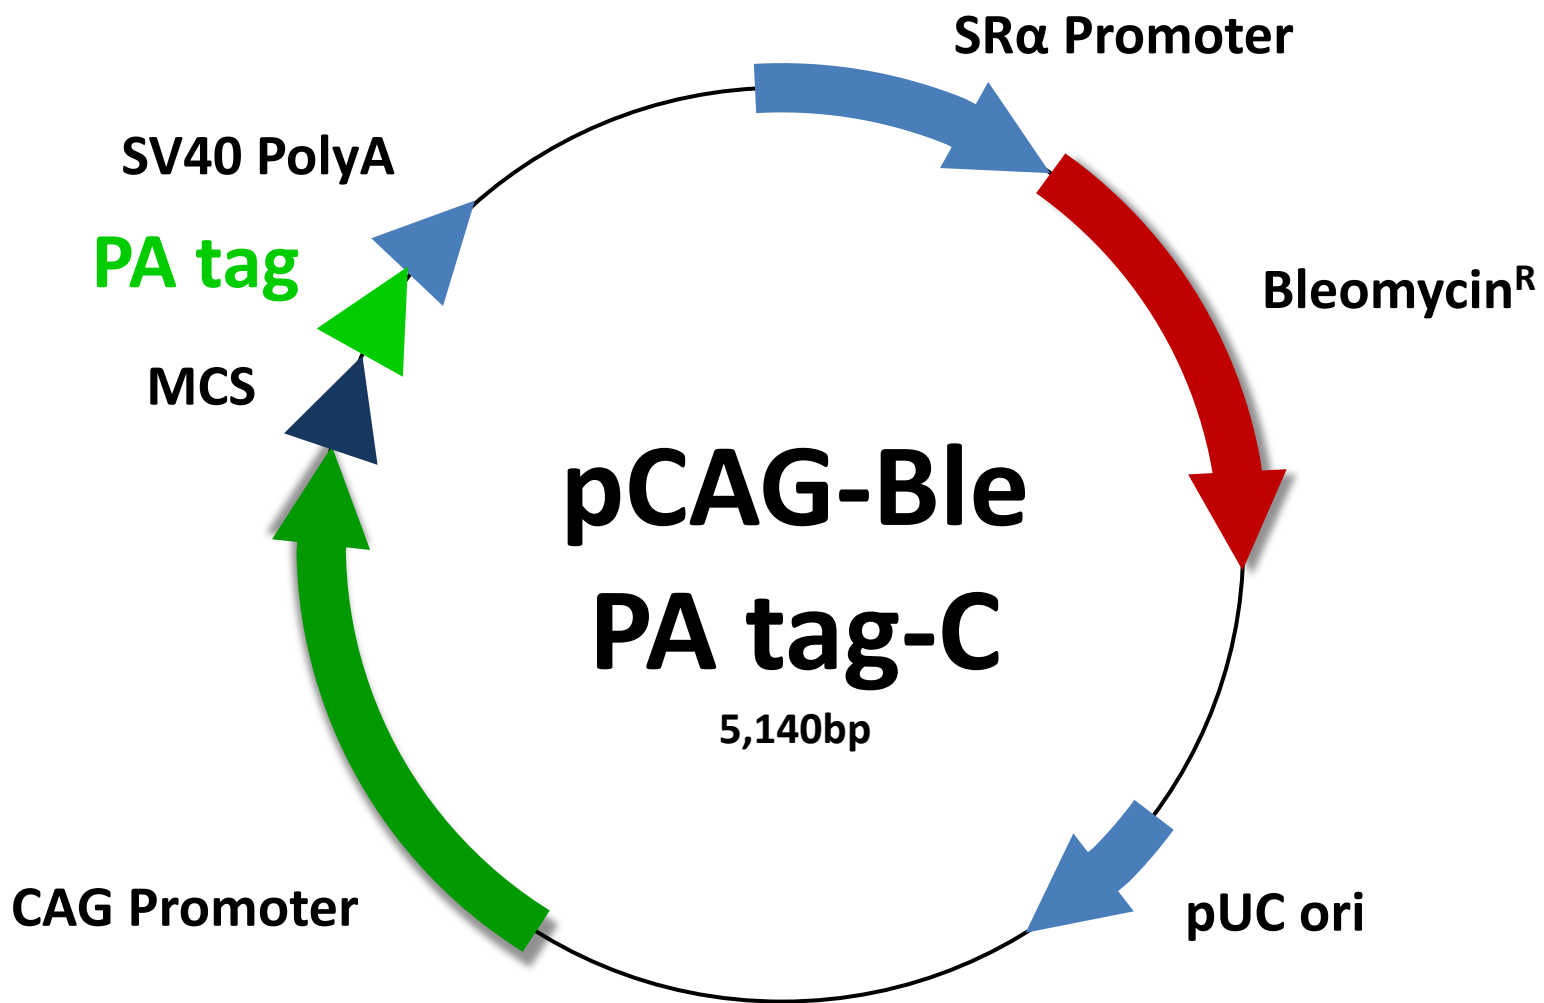 SRα Promoter
SV40 PolyA
PA tag
Bleomycinᴿ
MCS
pCAG-Ble
PA tag-C
5,140bp
CAG Promoter
pUC ori